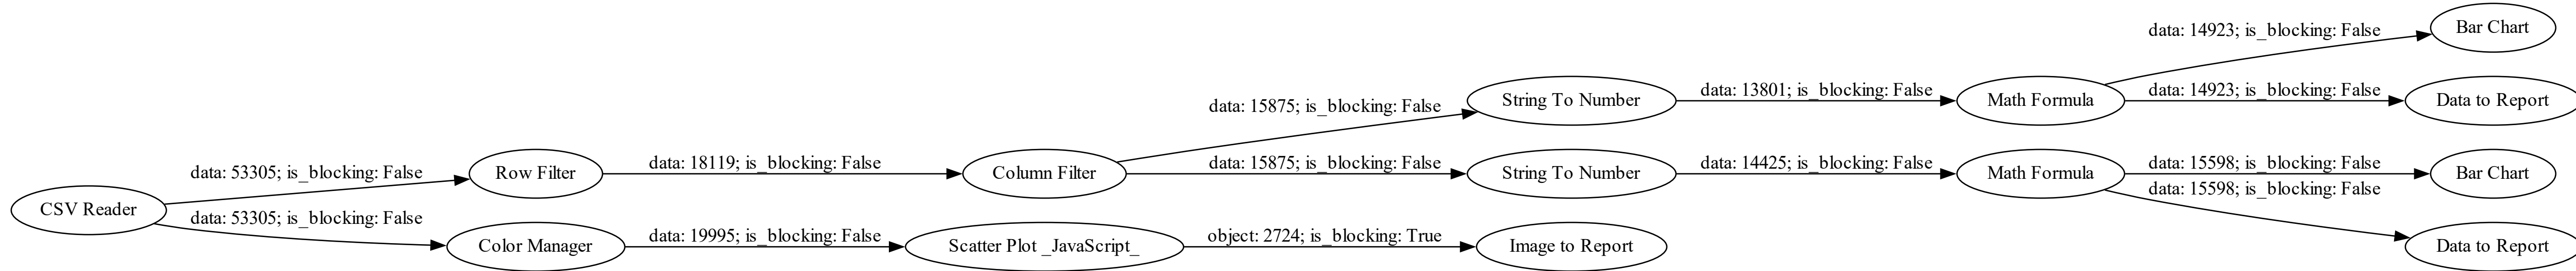 Bar Chart
data: 14923; is_blocking: False
data: 15875; is_blocking: False
String To Number
data: 13801; is_blocking: False
Math Formula
data: 14923; is_blocking: False
Data to Report
CSV Reader
data: 53305; is_blocking: False
Row Filter
data: 18119; is_blocking: False
Column Filter
data: 15875; is_blocking: False
String To Number
data: 14425; is_blocking: False
Math Formula
data: 15598; is_blocking: False
Bar Chart
data: 15598; is_blocking: False
data: 53305; is_blocking: False
Color Manager
data: 19995; is_blocking: False
Scatter Plot _JavaScript_
object: 2724; is_blocking: True
Image to Report
Data to Report